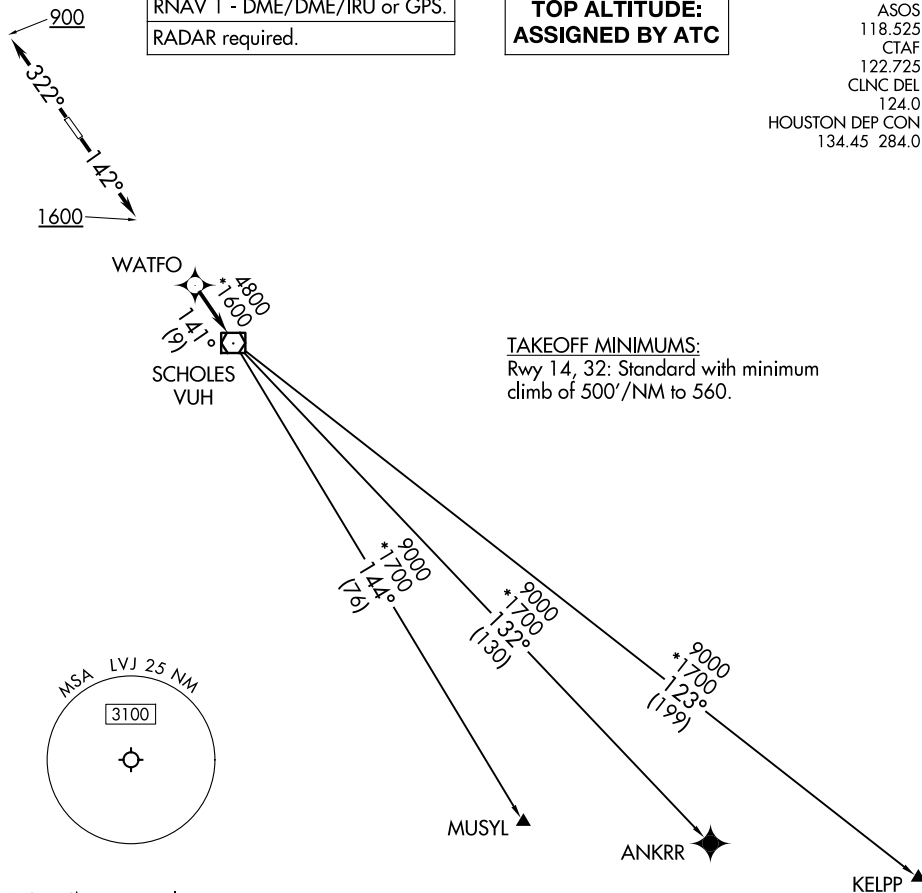 RNAV 1 - DME/DME/IRU or GPS.
RADAR required.
TOP ALTITUDE:
ASSIGNED BY ATC
ASOS
118.525
CTAF
122.725
CLNC DEL
124.0
HOUSTON DEP CON
134.45 284.0
900
322°
142°
1600
WATFO
4800
*1600
141°
(9)
SCHOLES
VUH
TAKEOFF MINIMUMS:
Rwy 14, 32: Standard with minimum
climb of 500'/NM to 560.
9000
*1700
144°
(76)
9000
*1700
132°
(130)
9000
*1700
123°
(199)
MSA LVJ 25 NM
3100
MUSYL
ANKRR
KELPP